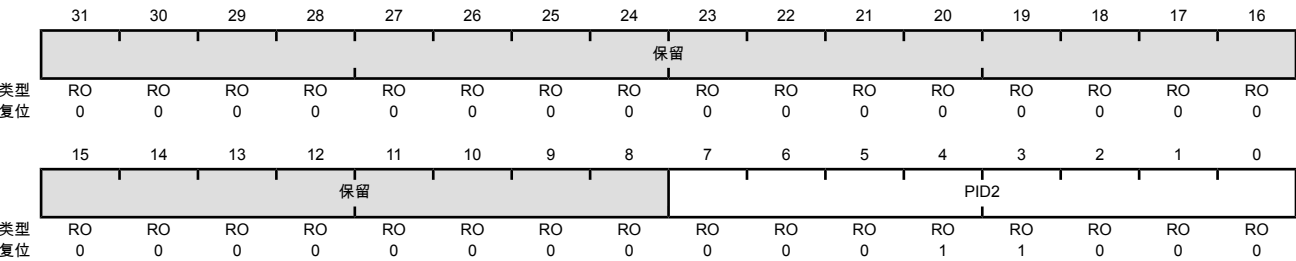 31 30 29 28 27 26 25 24 23 22 21 20 19 18 17 16
保留
类型 RO RO RO RO RO RO RO RO RO RO RO RO RO RO RO RO
复位 0 0 0 0 0 0 0 0 0 0 0 0 0 0 0 0
15 14 13 12 11 10 9 8 7 6 5 4 3 2 1 0
保留 PID2
类型 RO RO RO RO RO RO RO RO RO RO RO RO RO RO RO RO
复位 0 0 0 0 0 0 0 0 0 0 0 1 1 0 0 0